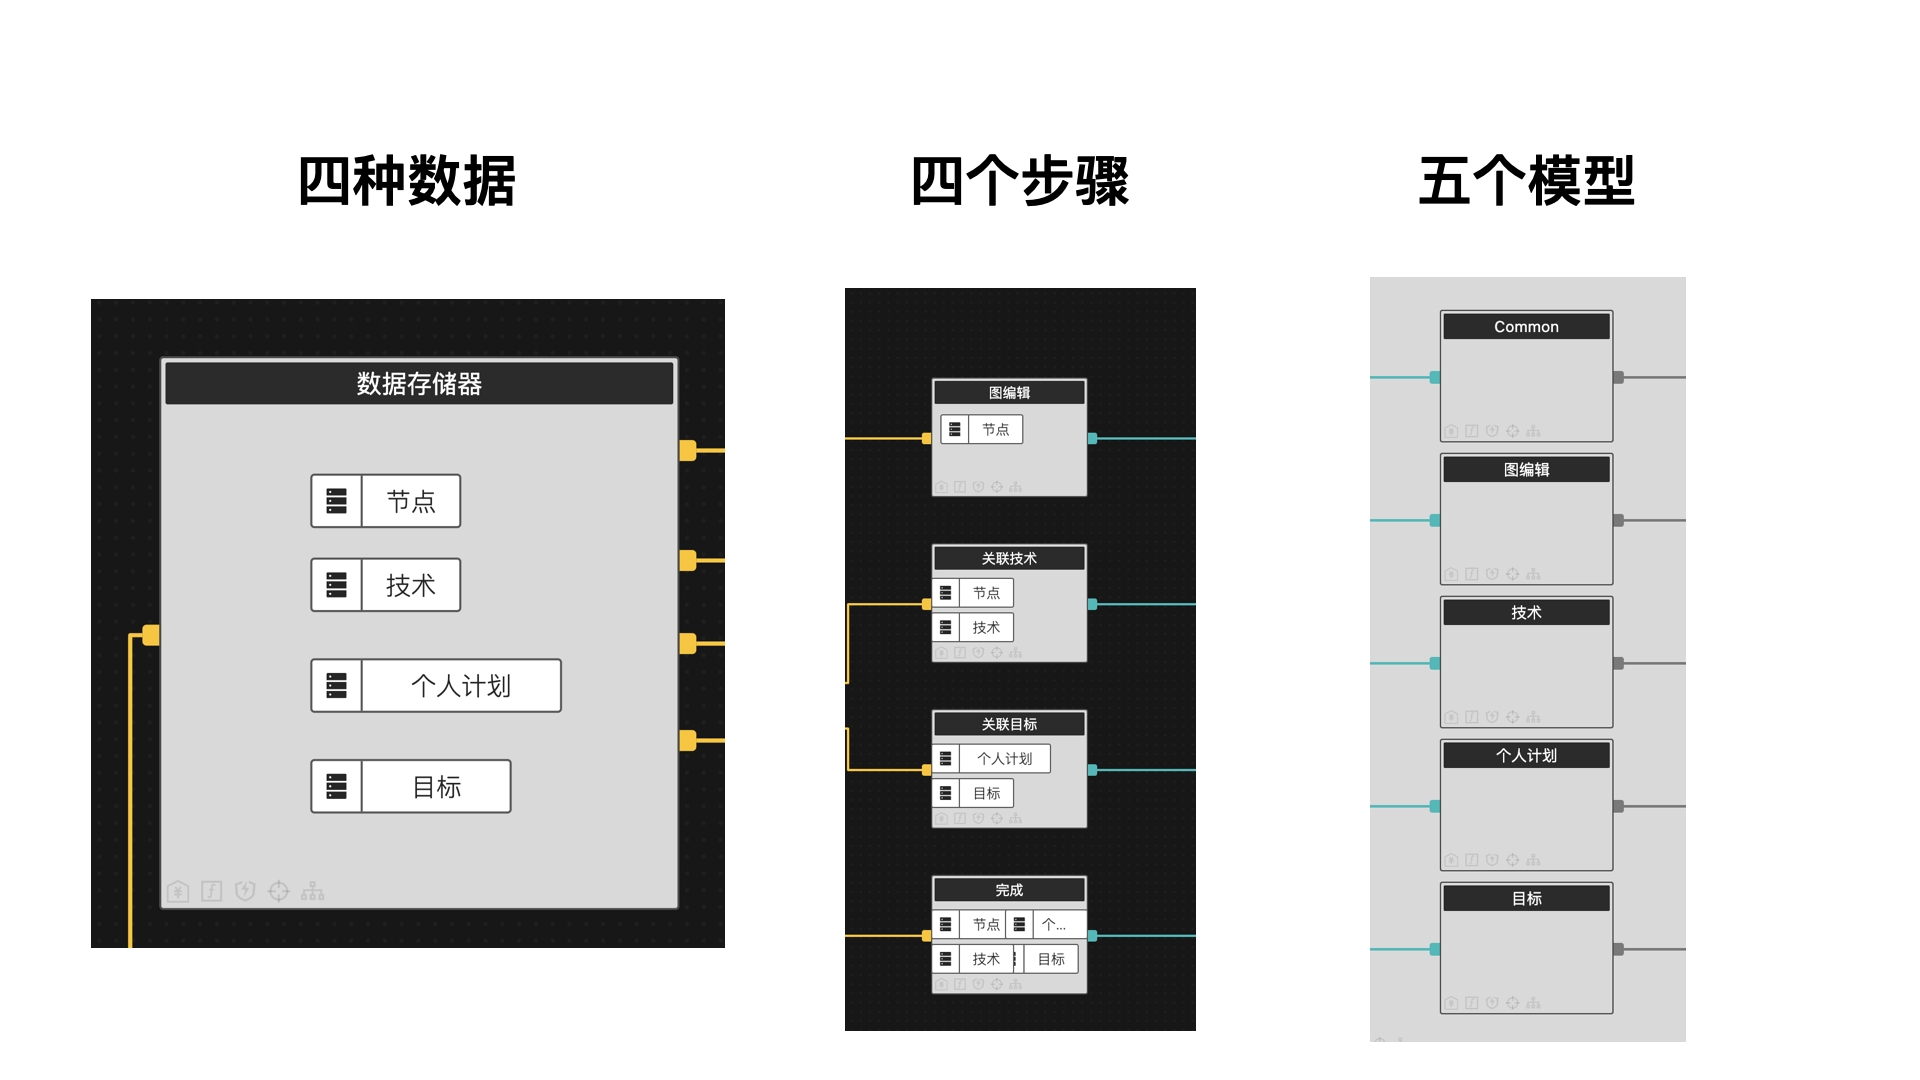 四种数据
数据存储器
节点
技术
个人计划
目标
四个步骤
图编辑
节点
关联技术
节点
技术
关联目标
个人计划
目标
完成
节点
个...
技术
目标
五个模型
Common
图编辑
技术
个人计划
目标